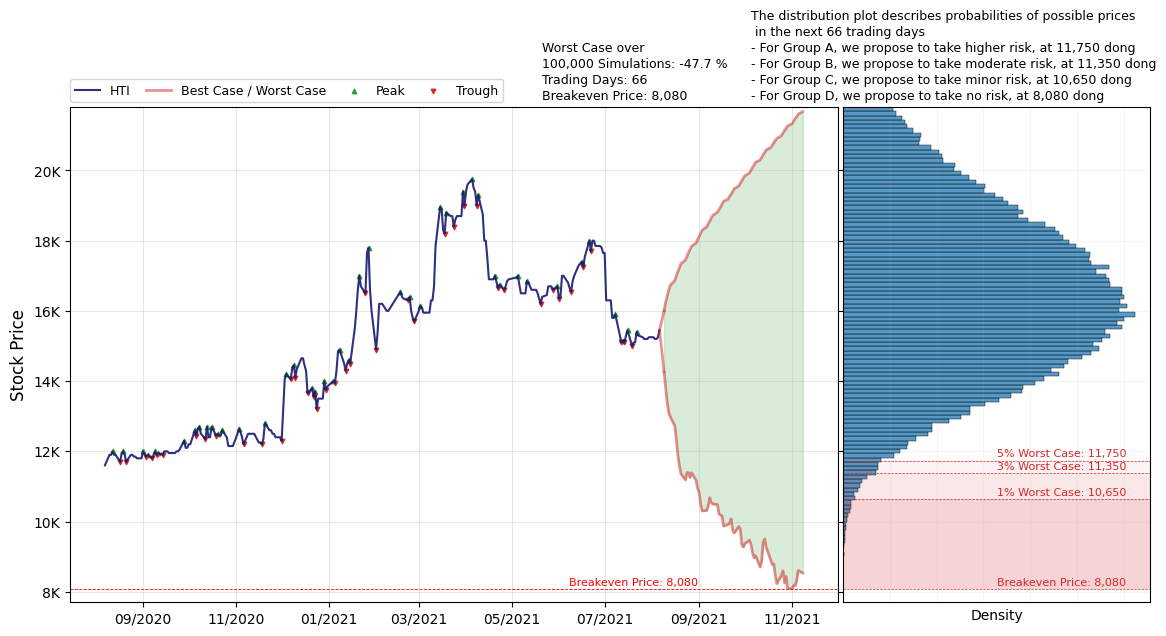 The distribution plot describes probabilities of possible prices
in the next 66 trading days
- For Group A, we propose to take higher risk, at 11,750 dong
- For Group B, we propose to take moderate risk, at 11,350 dong
- For Group C, we propose to take minor risk, at 10,650 dong
- For Group D, we propose to take no risk, at 8,080 dong
Worst Case over
100,000 Simulations: -47.7 %
Trading Days: 66
Breakeven Price: 8,080
HTI
Best Case / Worst Case
Peak
Trough
Stock Price
20K
18K
16K
14K
12K
10K
8K
Breakeven Price: 8,080
09/2020
11/2020
01/2021
03/2021
05/2021
07/2021
09/2021
11/2021
5% Worst Case: 11,750
3% Worst Case: 11,350
1% Worst Case: 10,650
Breakeven Price: 8,080
Density